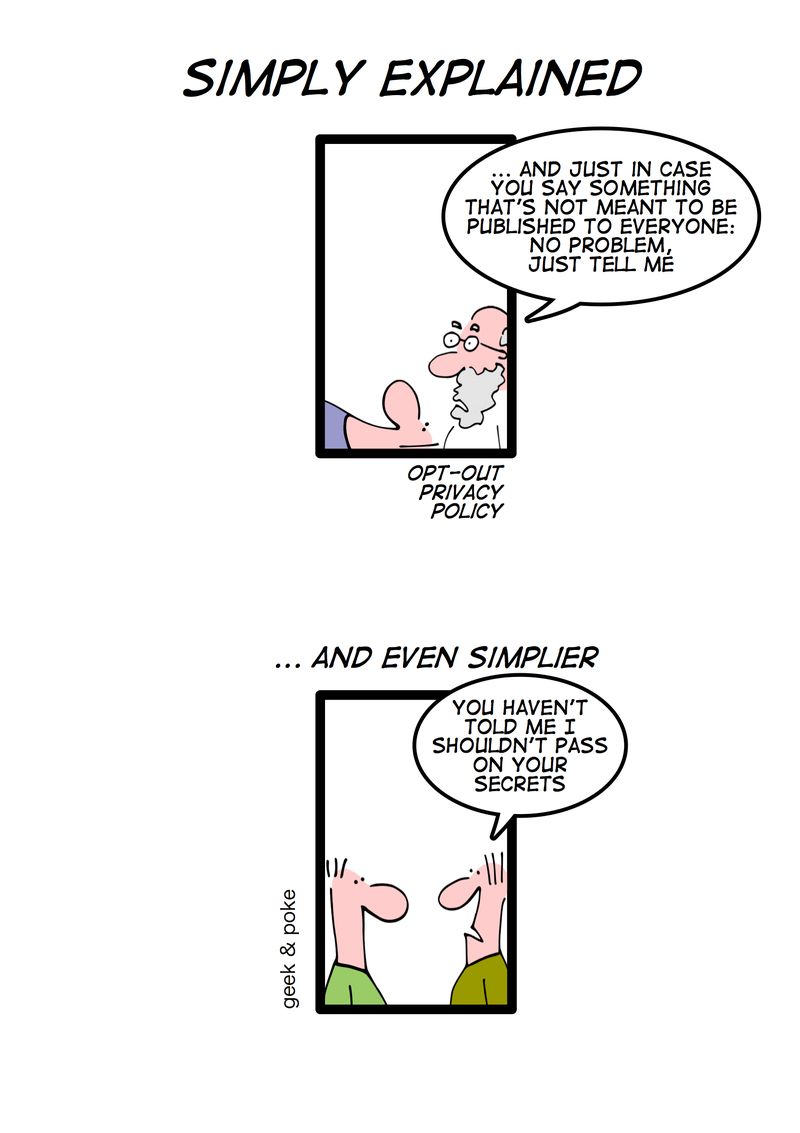 SIMPLY EXPLAINED
... AND JUST IN CASE
YOU SAY SOMETHING
THAT'S NOT MEANT TO BE
PUBLISHED TO EVERYONE:
NO PROBLEM,
JUST TELL ME
OPT-OUT
PRIVACY
POLICY
... AND EVEN SIMPLIER
YOU HAVEN'T
TOLD ME I
SHOULDN'T PASS
ON YOUR
SECRETS
geek & poke